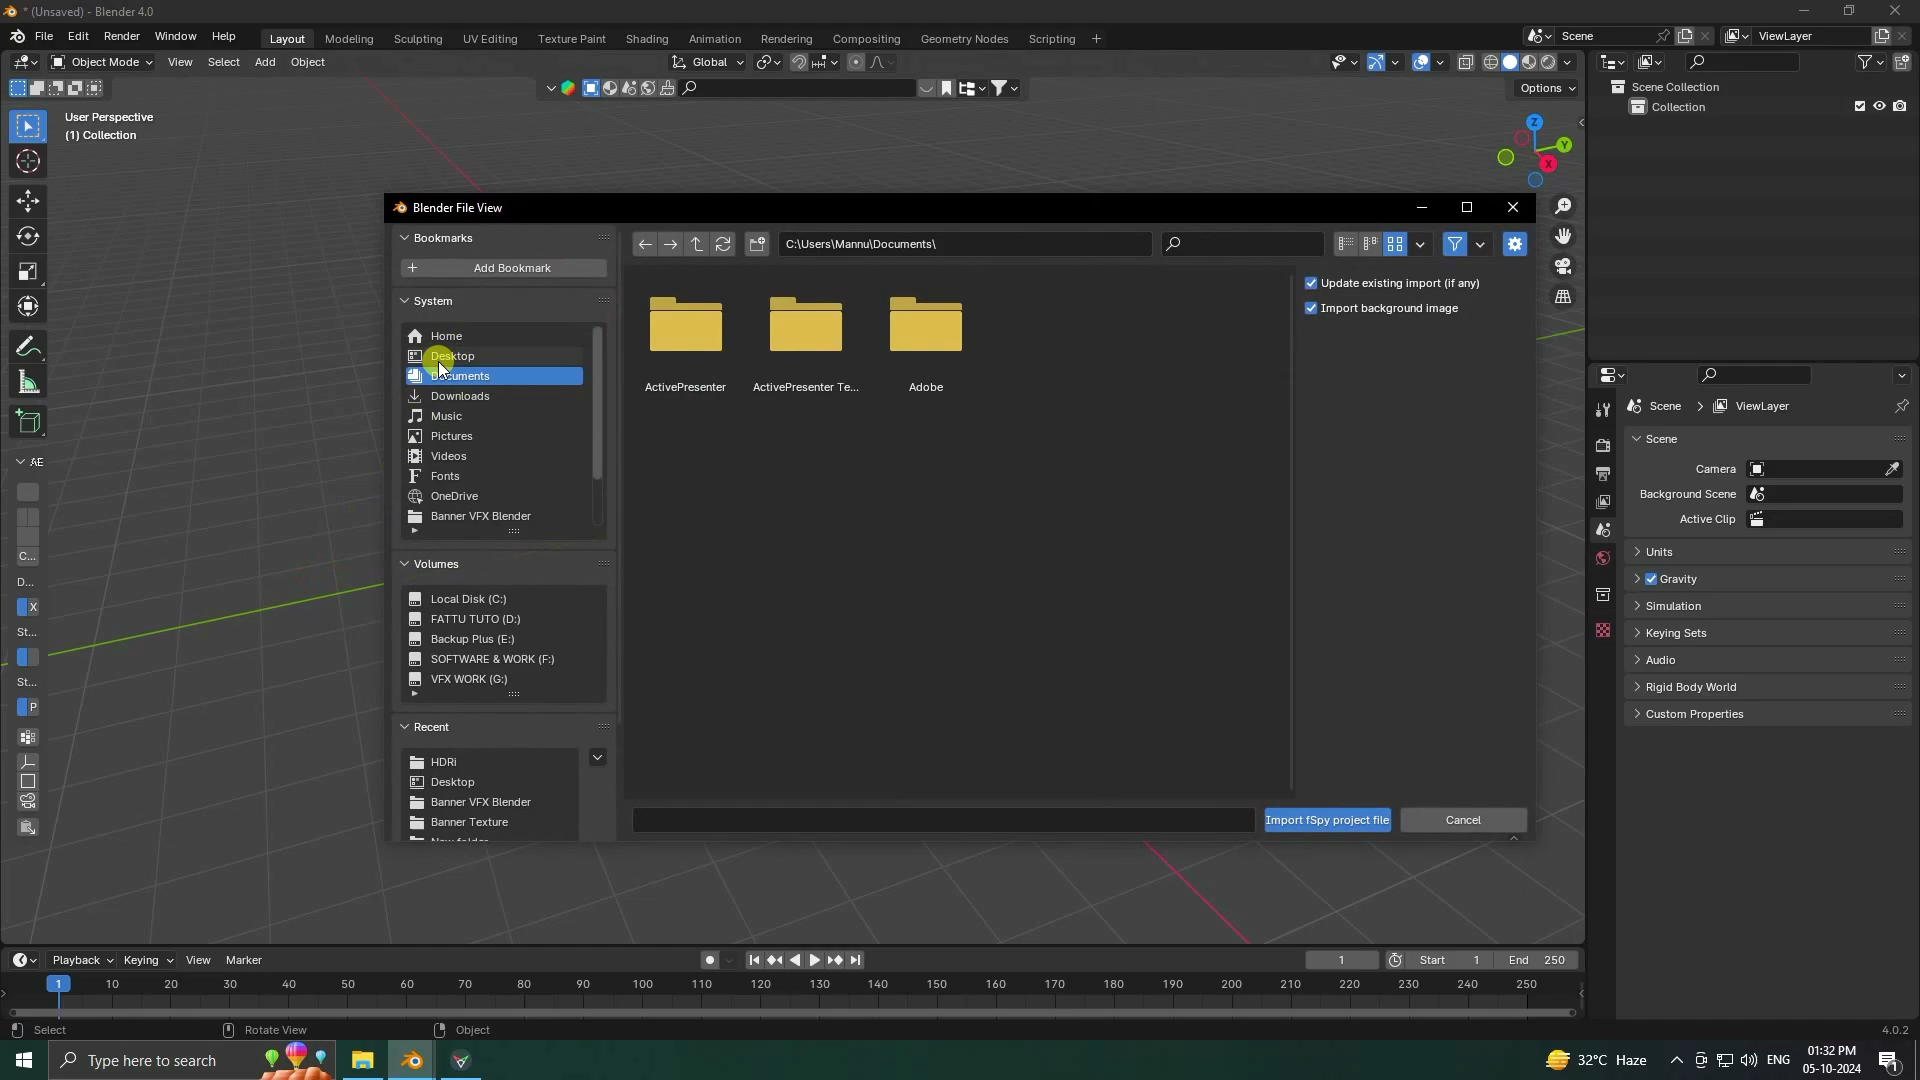 * (Unsaved) - Blender 4.0
File Edit Render Window Help Layout Modeling Sculpting UV Editing Texture Paint Shading Animation Rendering Compositing Geometry Nodes Scripting +
Scene
ViewLayer
Object Mode View Select Add Object
Global
Options
User Perspective
(1) Collection
Z
Y
X
Scene Collection
Collection
Blender File View
Bookmarks
Add Bookmark
System
Home
Desktop
Documents
Downloads
Music
Pictures
Videos
Fonts
OneDrive
Banner VFX Blender
Volumes
Local Disk (C:)
FATTU TUTO (D:)
Backup Plus (E:)
SOFTWARE & WORK (F:)
VFX WORK (G:)
Recent
HDRi
Desktop
Banner VFX Blender
Banner Texture
C:\Users\Mannu\Documents\
ActivePresenter
ActivePresenter Te...
Adobe
Update existing import (if any)
Import background image
Import fSpy project file
Cancel
AE
C...
D...
X
St...
St...
P
Scene > ViewLayer
Scene
Camera
Background Scene
Active Clip
Units
Gravity
Simulation
Keying Sets
Audio
Rigid Body World
Custom Properties
Playback Keying View Marker
1
Start 1
End 250
1 10 20 30 40 50 60 70 80 90 100 110 120 130 140 150 160 170 180 190 200 210 220 230 240 250
Select
Rotate View
Object
4.0.2
Type here to search
32°C Haze
ENG
01:32 PM
05-10-2024
1